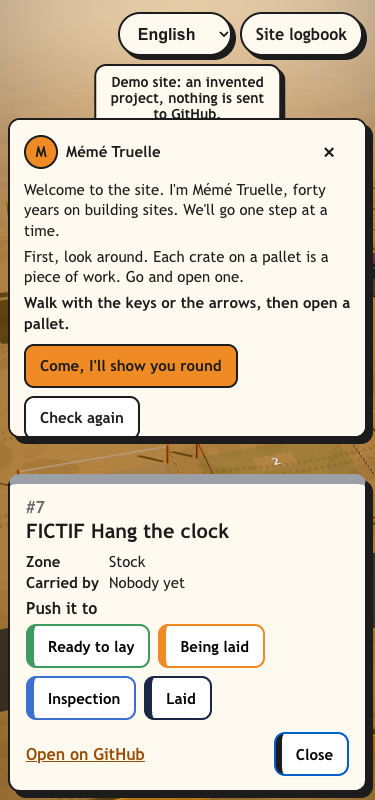 English
Site logbook
Demo site: an invented
project, nothing is sent
to GitHub.
M
Mémé Truelle
×
Welcome to the site. I'm Mémé Truelle, forty
years on building sites. We'll go one step at a
time.
First, look around. Each crate on a pallet is a
piece of work. Go and open one.
Walk with the keys or the arrows, then open a
pallet.
Come, I'll show you round
Check again
2
#7
FICTIF Hang the clock
Zone Stock
Carried by Nobody yet
Push it to
Ready to lay
Being laid
Inspection
Laid
Open on GitHub
Close